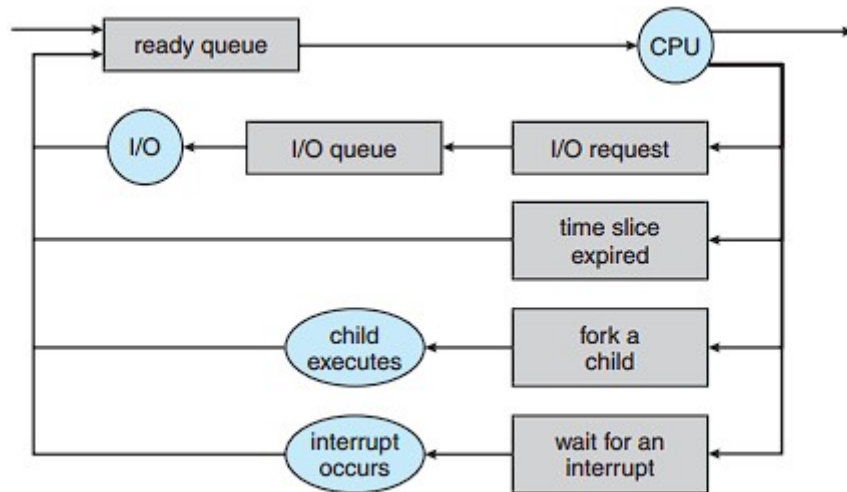 ready queue
CPU
I/O
I/O queue
I/O request
time slice
expired
child
executes
fork a
child
interrupt
occurs
wait for an
interrupt